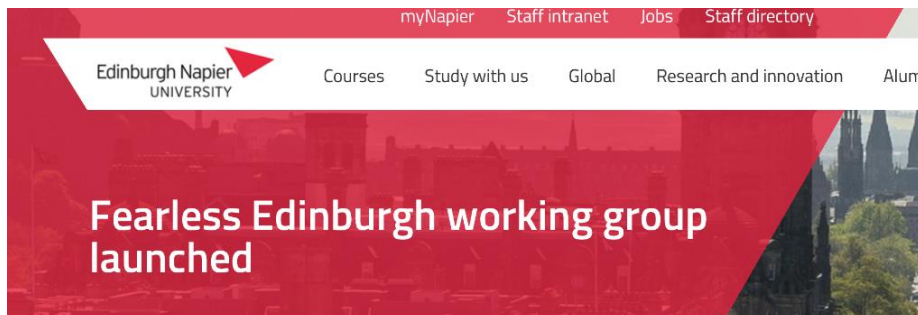 myNapier Staff intranet Jobs Staff directory
Edinburgh Napier
UNIVERSITY
Courses Study with us Global Research and innovation Alum
Fearless Edinburgh working group
launched